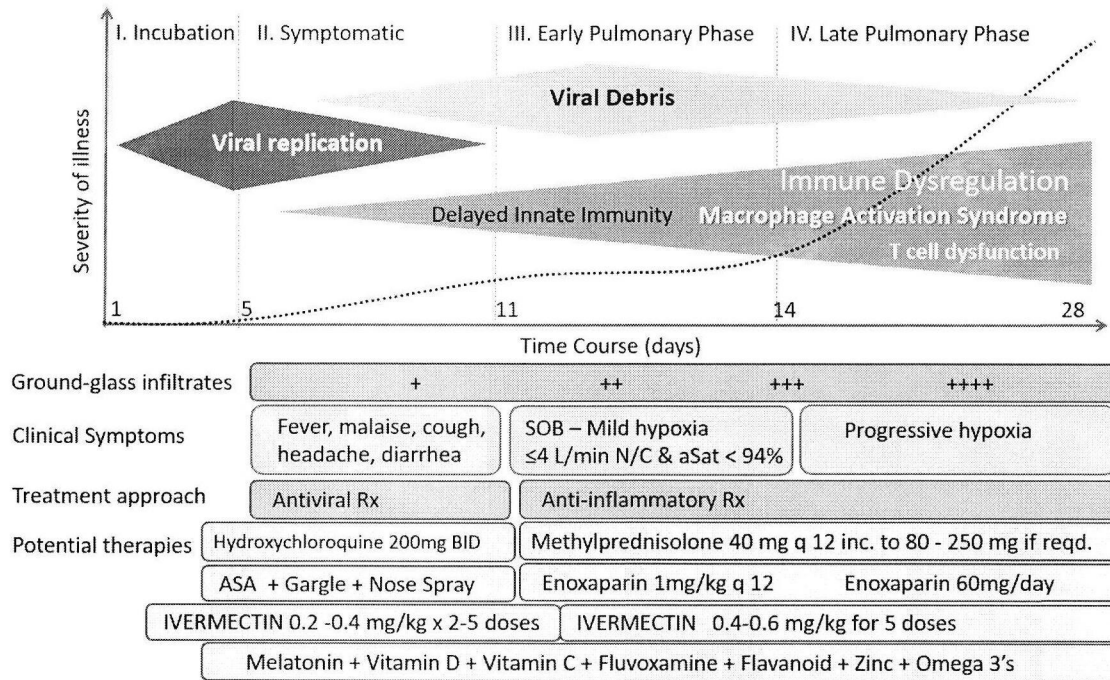 I. Incubation II. Symptomatic III. Early Pulmonary Phase IV. Late Pulmonary Phase
Viral Debris
Viral replication
Severity of illness
Immune Dysregulation
Delayed Innate Immunity Macrophage Activation Syndrome
T cell dysfunction
1 5 11 14 28
Time Course (days)
Ground-glass infiltrates + ++ +++ ++++
Clinical Symptoms
Fever, malaise, cough,
headache, diarrhea
SOB – Mild hypoxia
≤4 L/min N/C & aSat < 94%
Progressive hypoxia
Treatment approach Antiviral Rx Anti-inflammatory Rx
Potential therapies Hydroxychloroquine 200mg BID Methylprednisolone 40 mg q 12 inc. to 80 - 250 mg if reqd.
ASA + Gargle + Nose Spray Enoxaparin 1mg/kg q 12 Enoxaparin 60mg/day
IVERMECTIN 0.2 -0.4 mg/kg x 2-5 doses IVERMECTIN 0.4-0.6 mg/kg for 5 doses
Melatonin + Vitamin D + Vitamin C + Fluvoxamine + Flavanoid + Zinc + Omega 3's